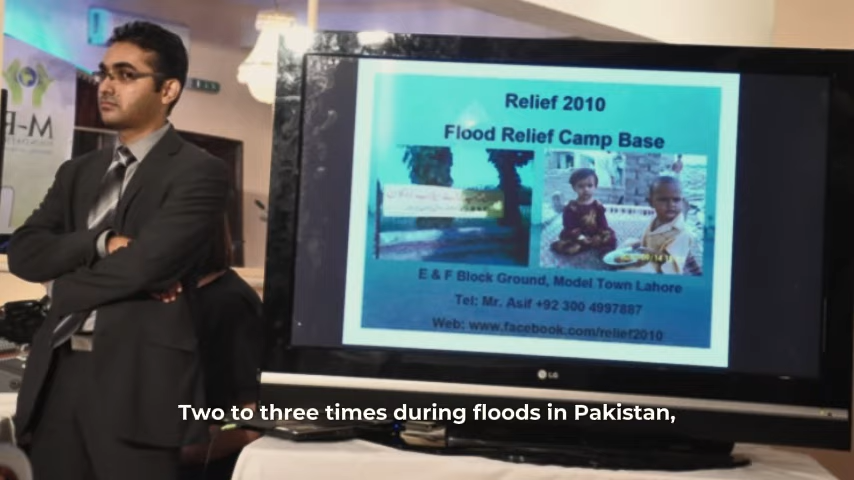 Relief 2010
Flood Relief Camp Base
E & F Block Ground, Model Town Lahore
Tel: Mr. Asif +92 300 4997887
Web: www.facebook.com/relief2010
LG
Two to three times during floods in Pakistan,